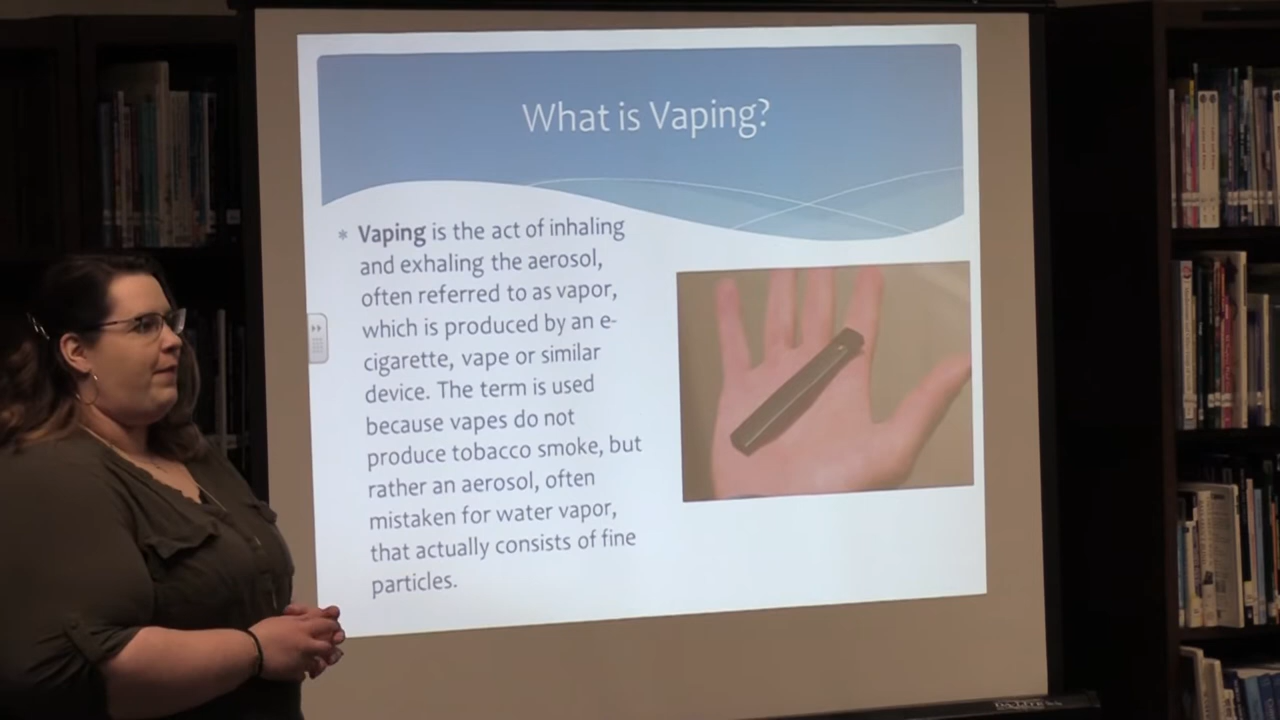 What is Vaping?
* Vaping is the act of inhaling
and exhaling the aerosol,
often referred to as vapor,
which is produced by an e-
cigarette, vape or similar
device. The term is used
because vapes do not
produce tobacco smoke, but
rather an aerosol, often
mistaken for water vapor,
that actually consists of fine
particles.